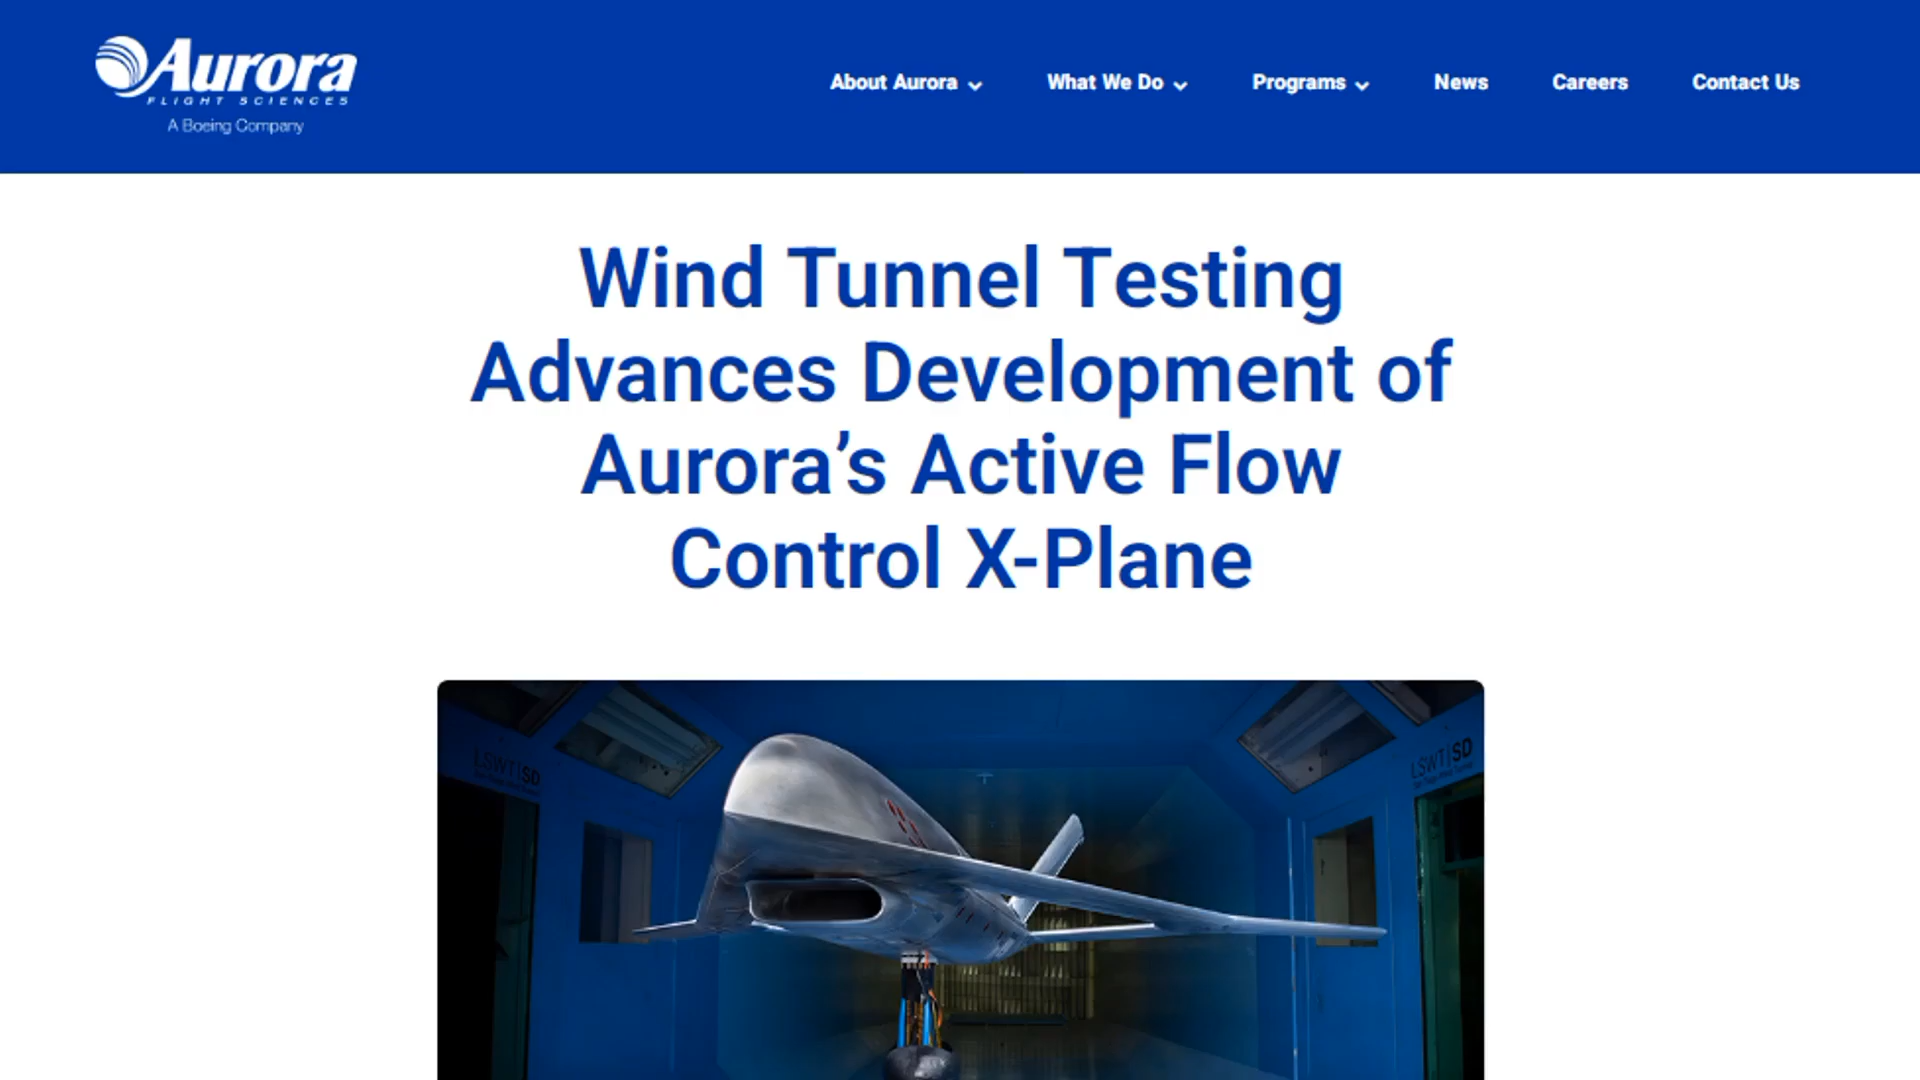 Aurora
FLIGHT SCIENCES
A Boeing Company
About Aurora
What We Do
Programs
News
Careers
Contact Us
Wind Tunnel Testing
Advances Development of
Aurora’s Active Flow
Control X-Plane
LSWT|SD
LSWT|SD